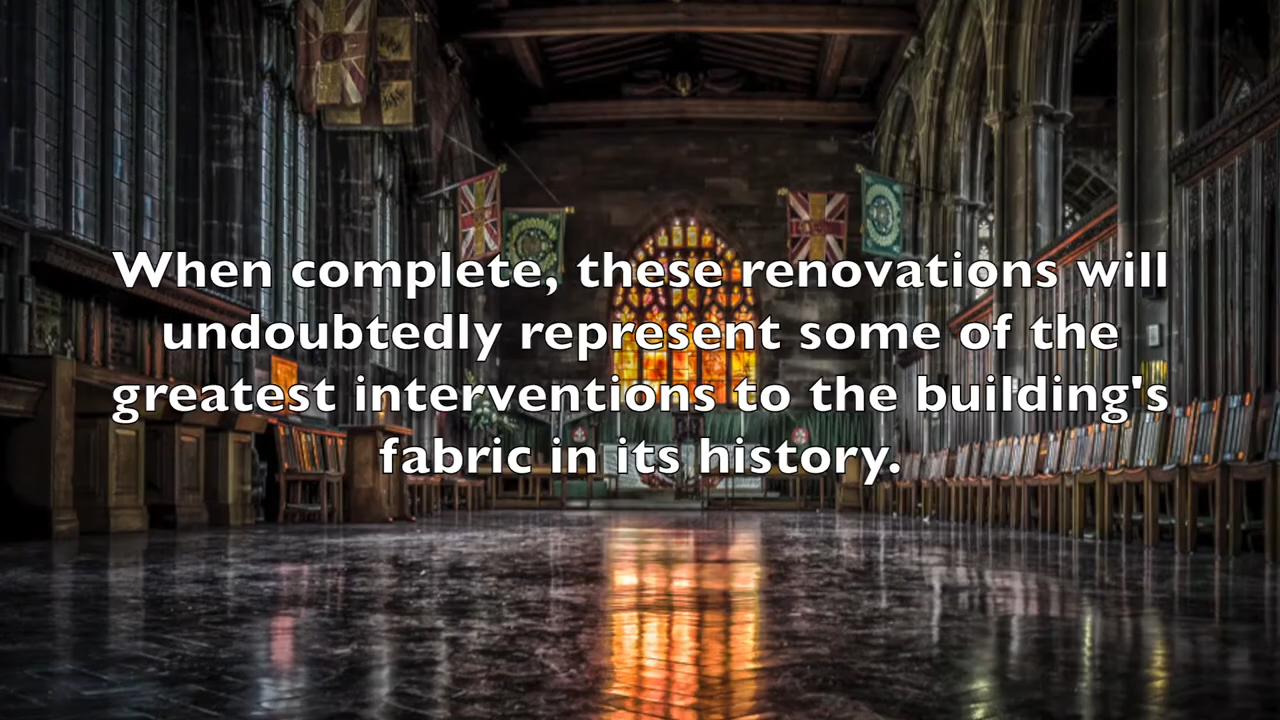 When complete, these renovations will
undoubtedly represent some of the
greatest interventions to the building's
fabric in its history.